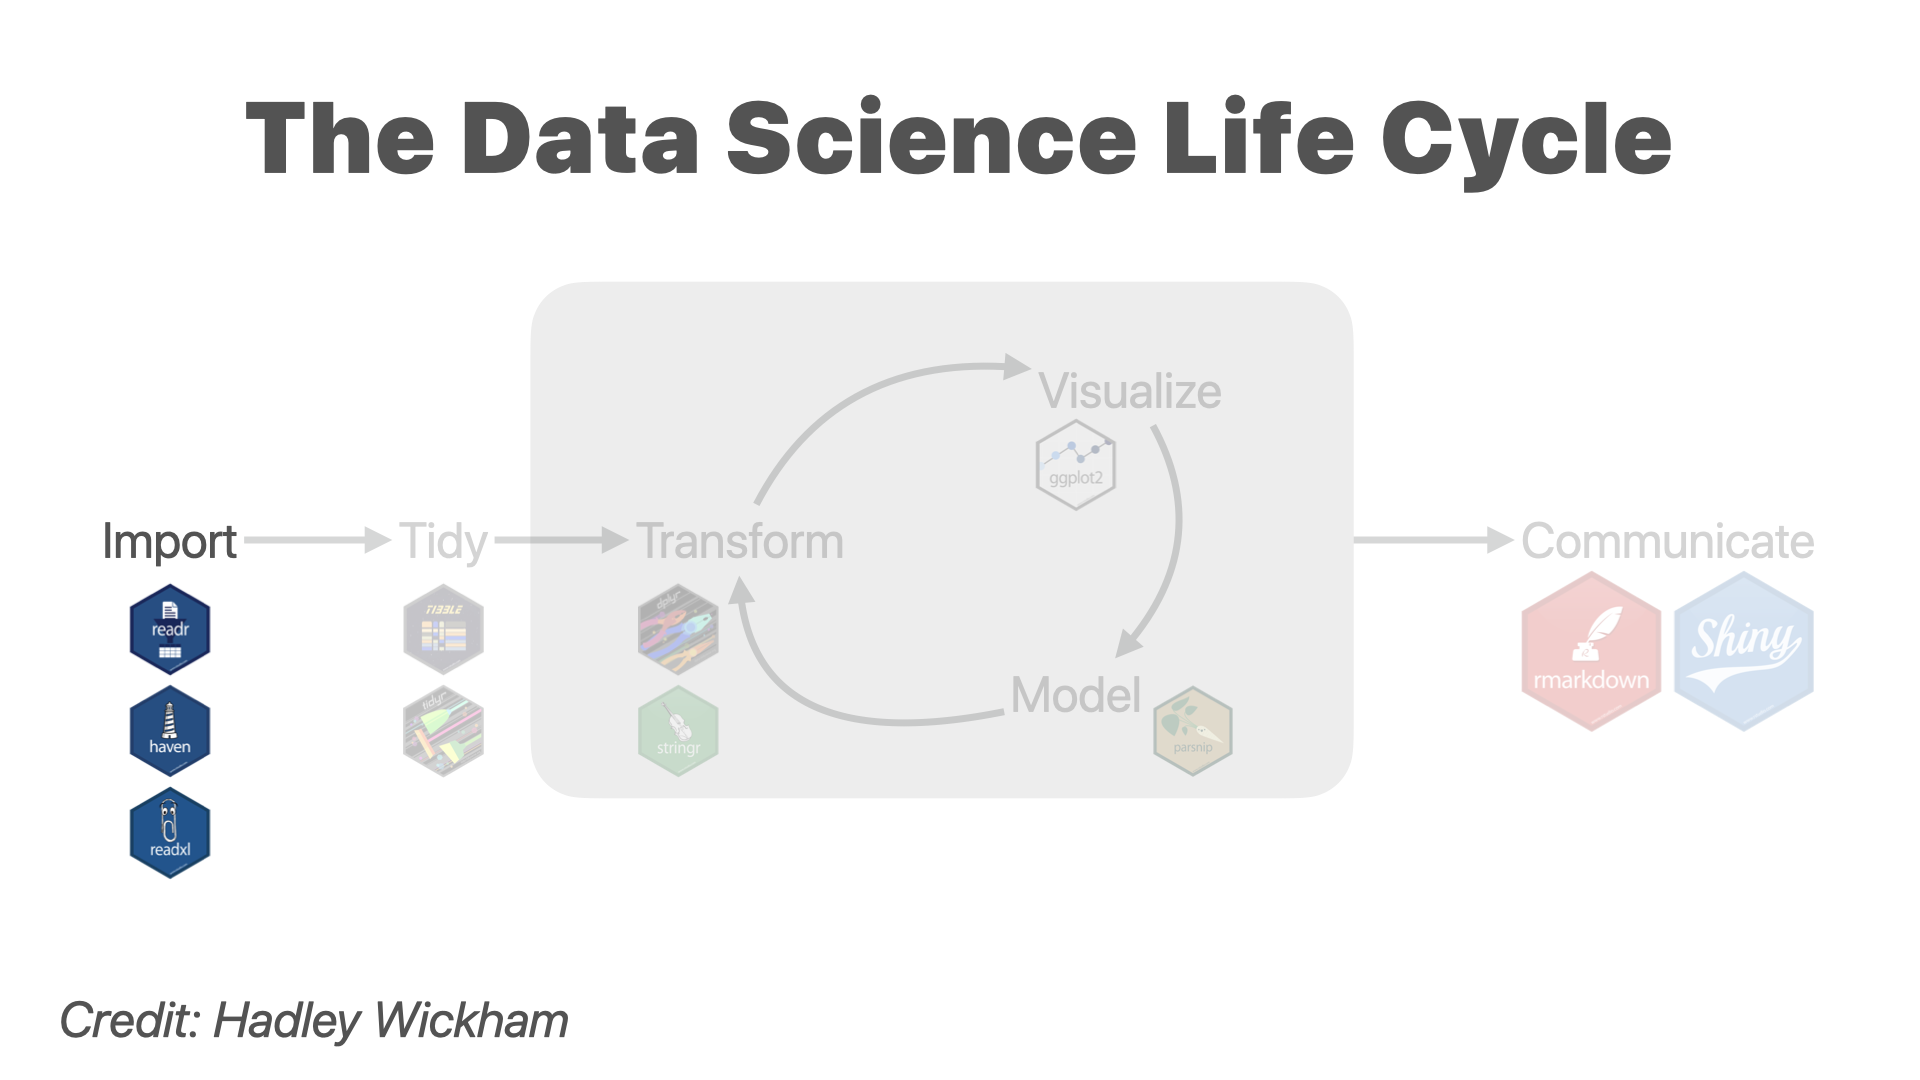 The Data Science Life Cycle
Visualize
ggplot2
Import
Tidy
Transform
Communicate
readr
TIBBLE
dplyr
rmarkdown
Shiny
haven
tidyr
stringr
Model
parsnip
readxl
Credit: Hadley Wickham